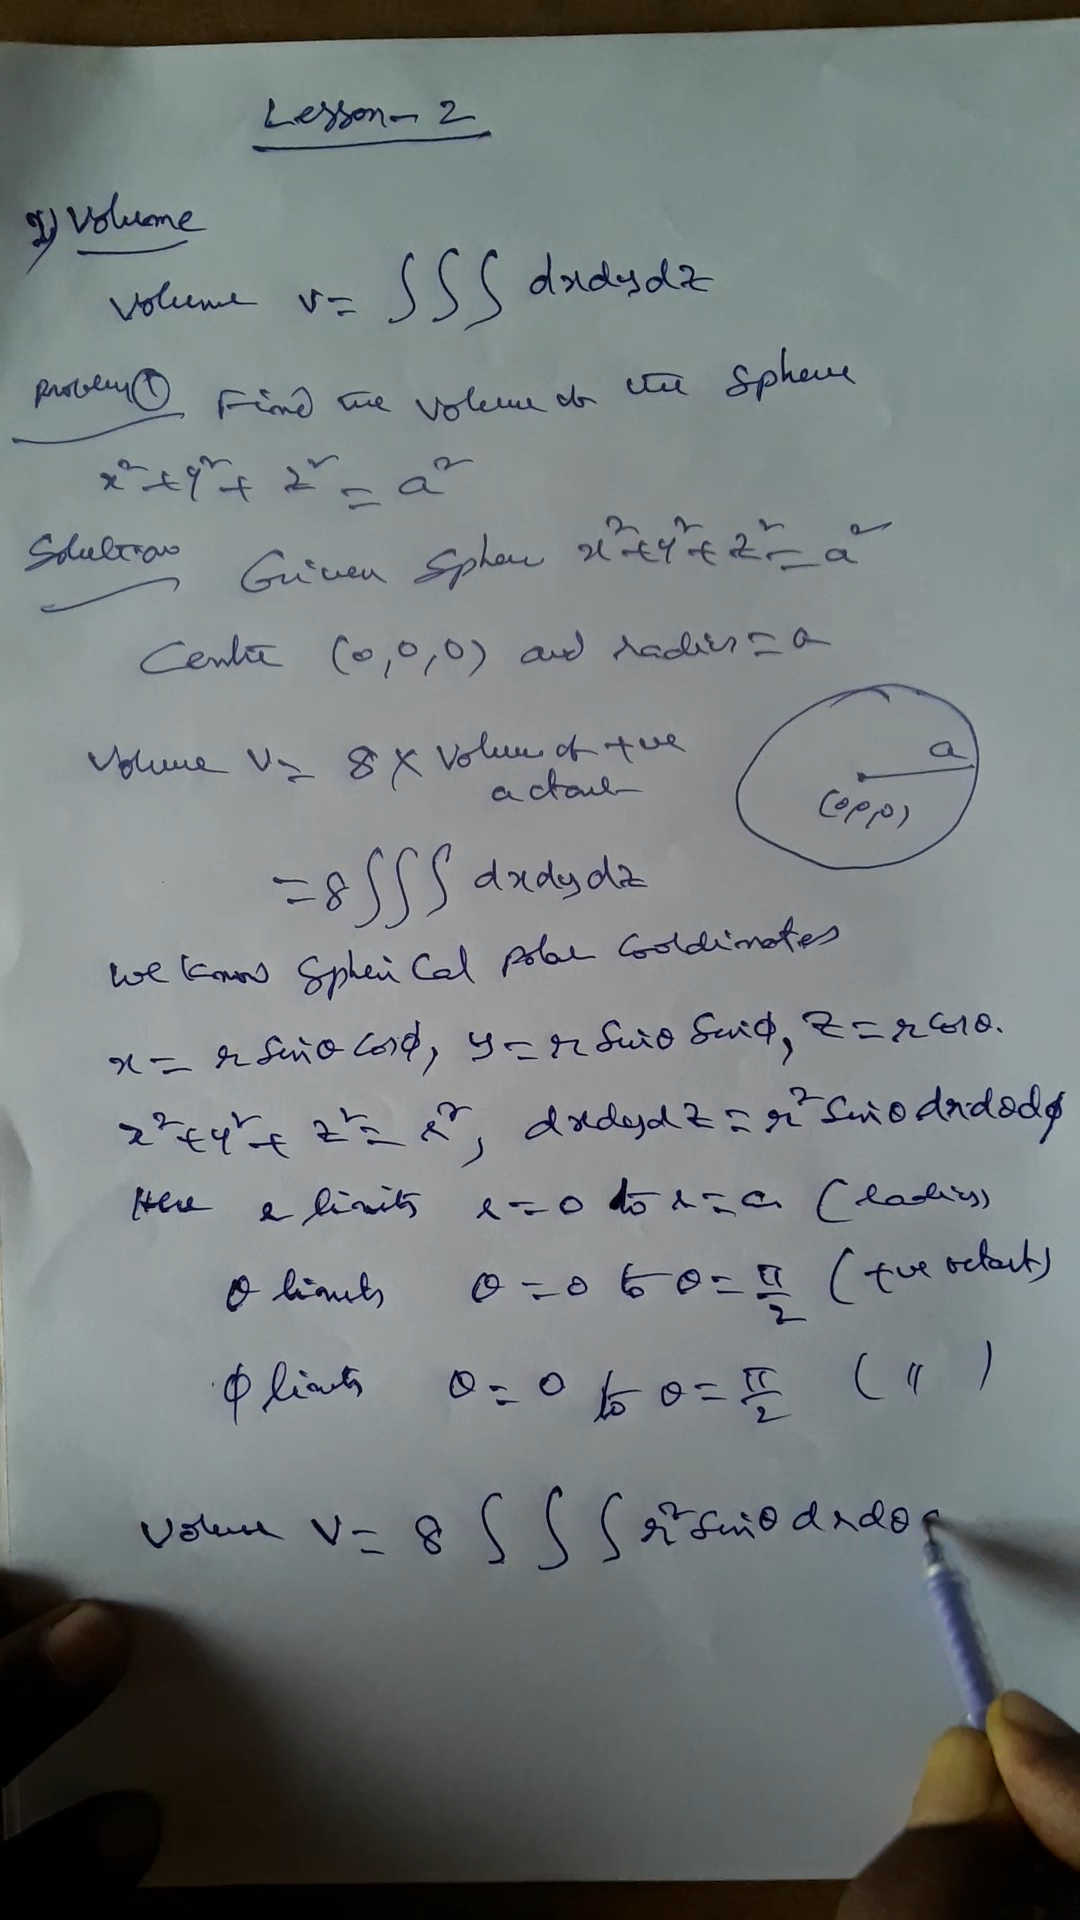 Lesson - 2
1) Volume
Volume v = ∫∫∫ dxdydz
Problem ① Find the volume of the sphere
x²+y²+z² = a²
Solution Given sphere x²+y²+z² = a²
Centre (0,0,0) and radius = a
Volume V = 8 × Volume of +ve
octant
a
(0,0,0)
= 8 ∫∫∫ dxdydz
We know spherical polar coordinates
x = r sinθ cosφ, y = r sinθ sinφ, z = r cosθ.
x²+y²+z² = r², dxdydz = r² sinθ drdθdφ
Here r limits r = 0 to r = a (radius)
θ limits θ = 0 to θ = π/2 (+ve octant)
φ limits θ = 0 to θ = π/2 ( " )
Volume V = 8 ∫ ∫ ∫ r² sinθ drdθ